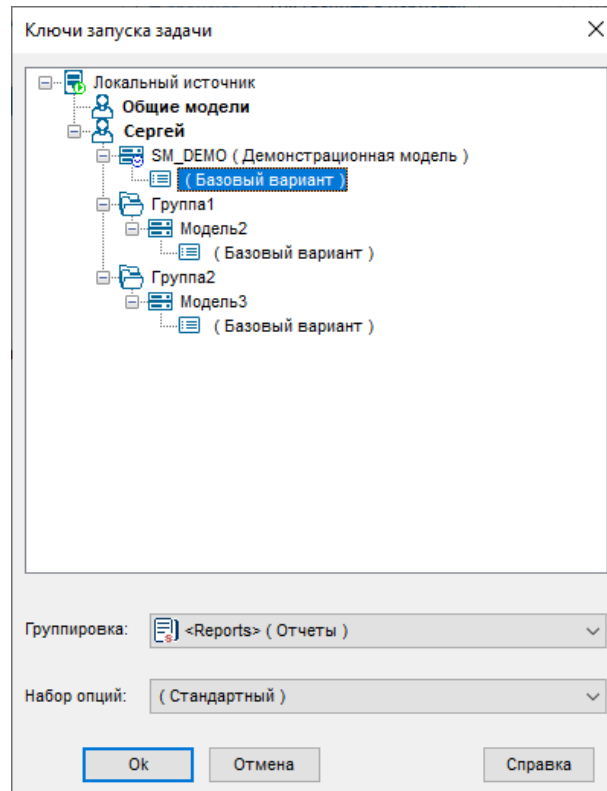 Ключи запуска задачи
Локальный источник
Общие модели
Сергей
SM_DEMO ( Демонстрационная модель )
( Базовый вариант )
Группа1
Модель2
( Базовый вариант )
Группа2
Модель3
( Базовый вариант )
Группировка: <Reports> ( Отчеты )
Набор опций: ( Стандартный )
Ok Отмена Справка